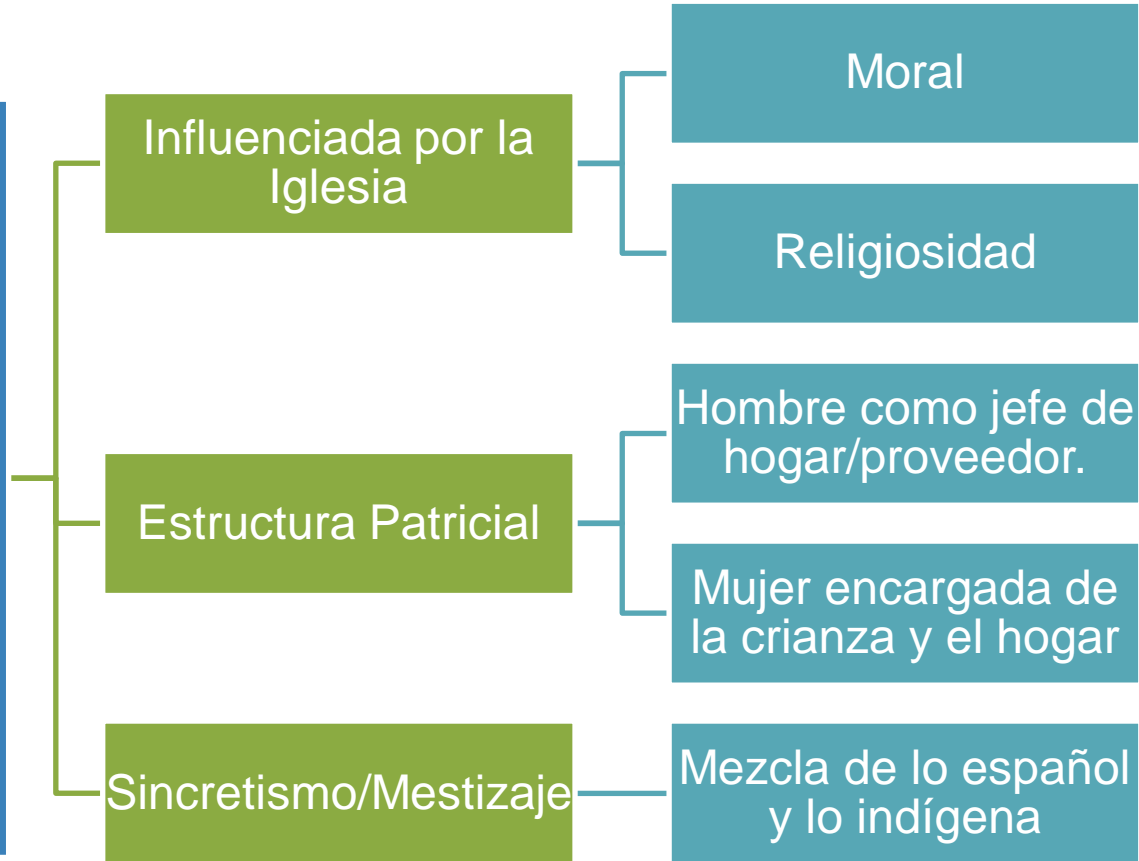 Influenciada por la
Iglesia
Moral
Religiosidad
Estructura Patricial
Hombre como jefe de
hogar/proveedor.
Mujer encargada de
la crianza y el hogar
Sincretismo/Mestizaje
Mezcla de lo español
y lo indígena